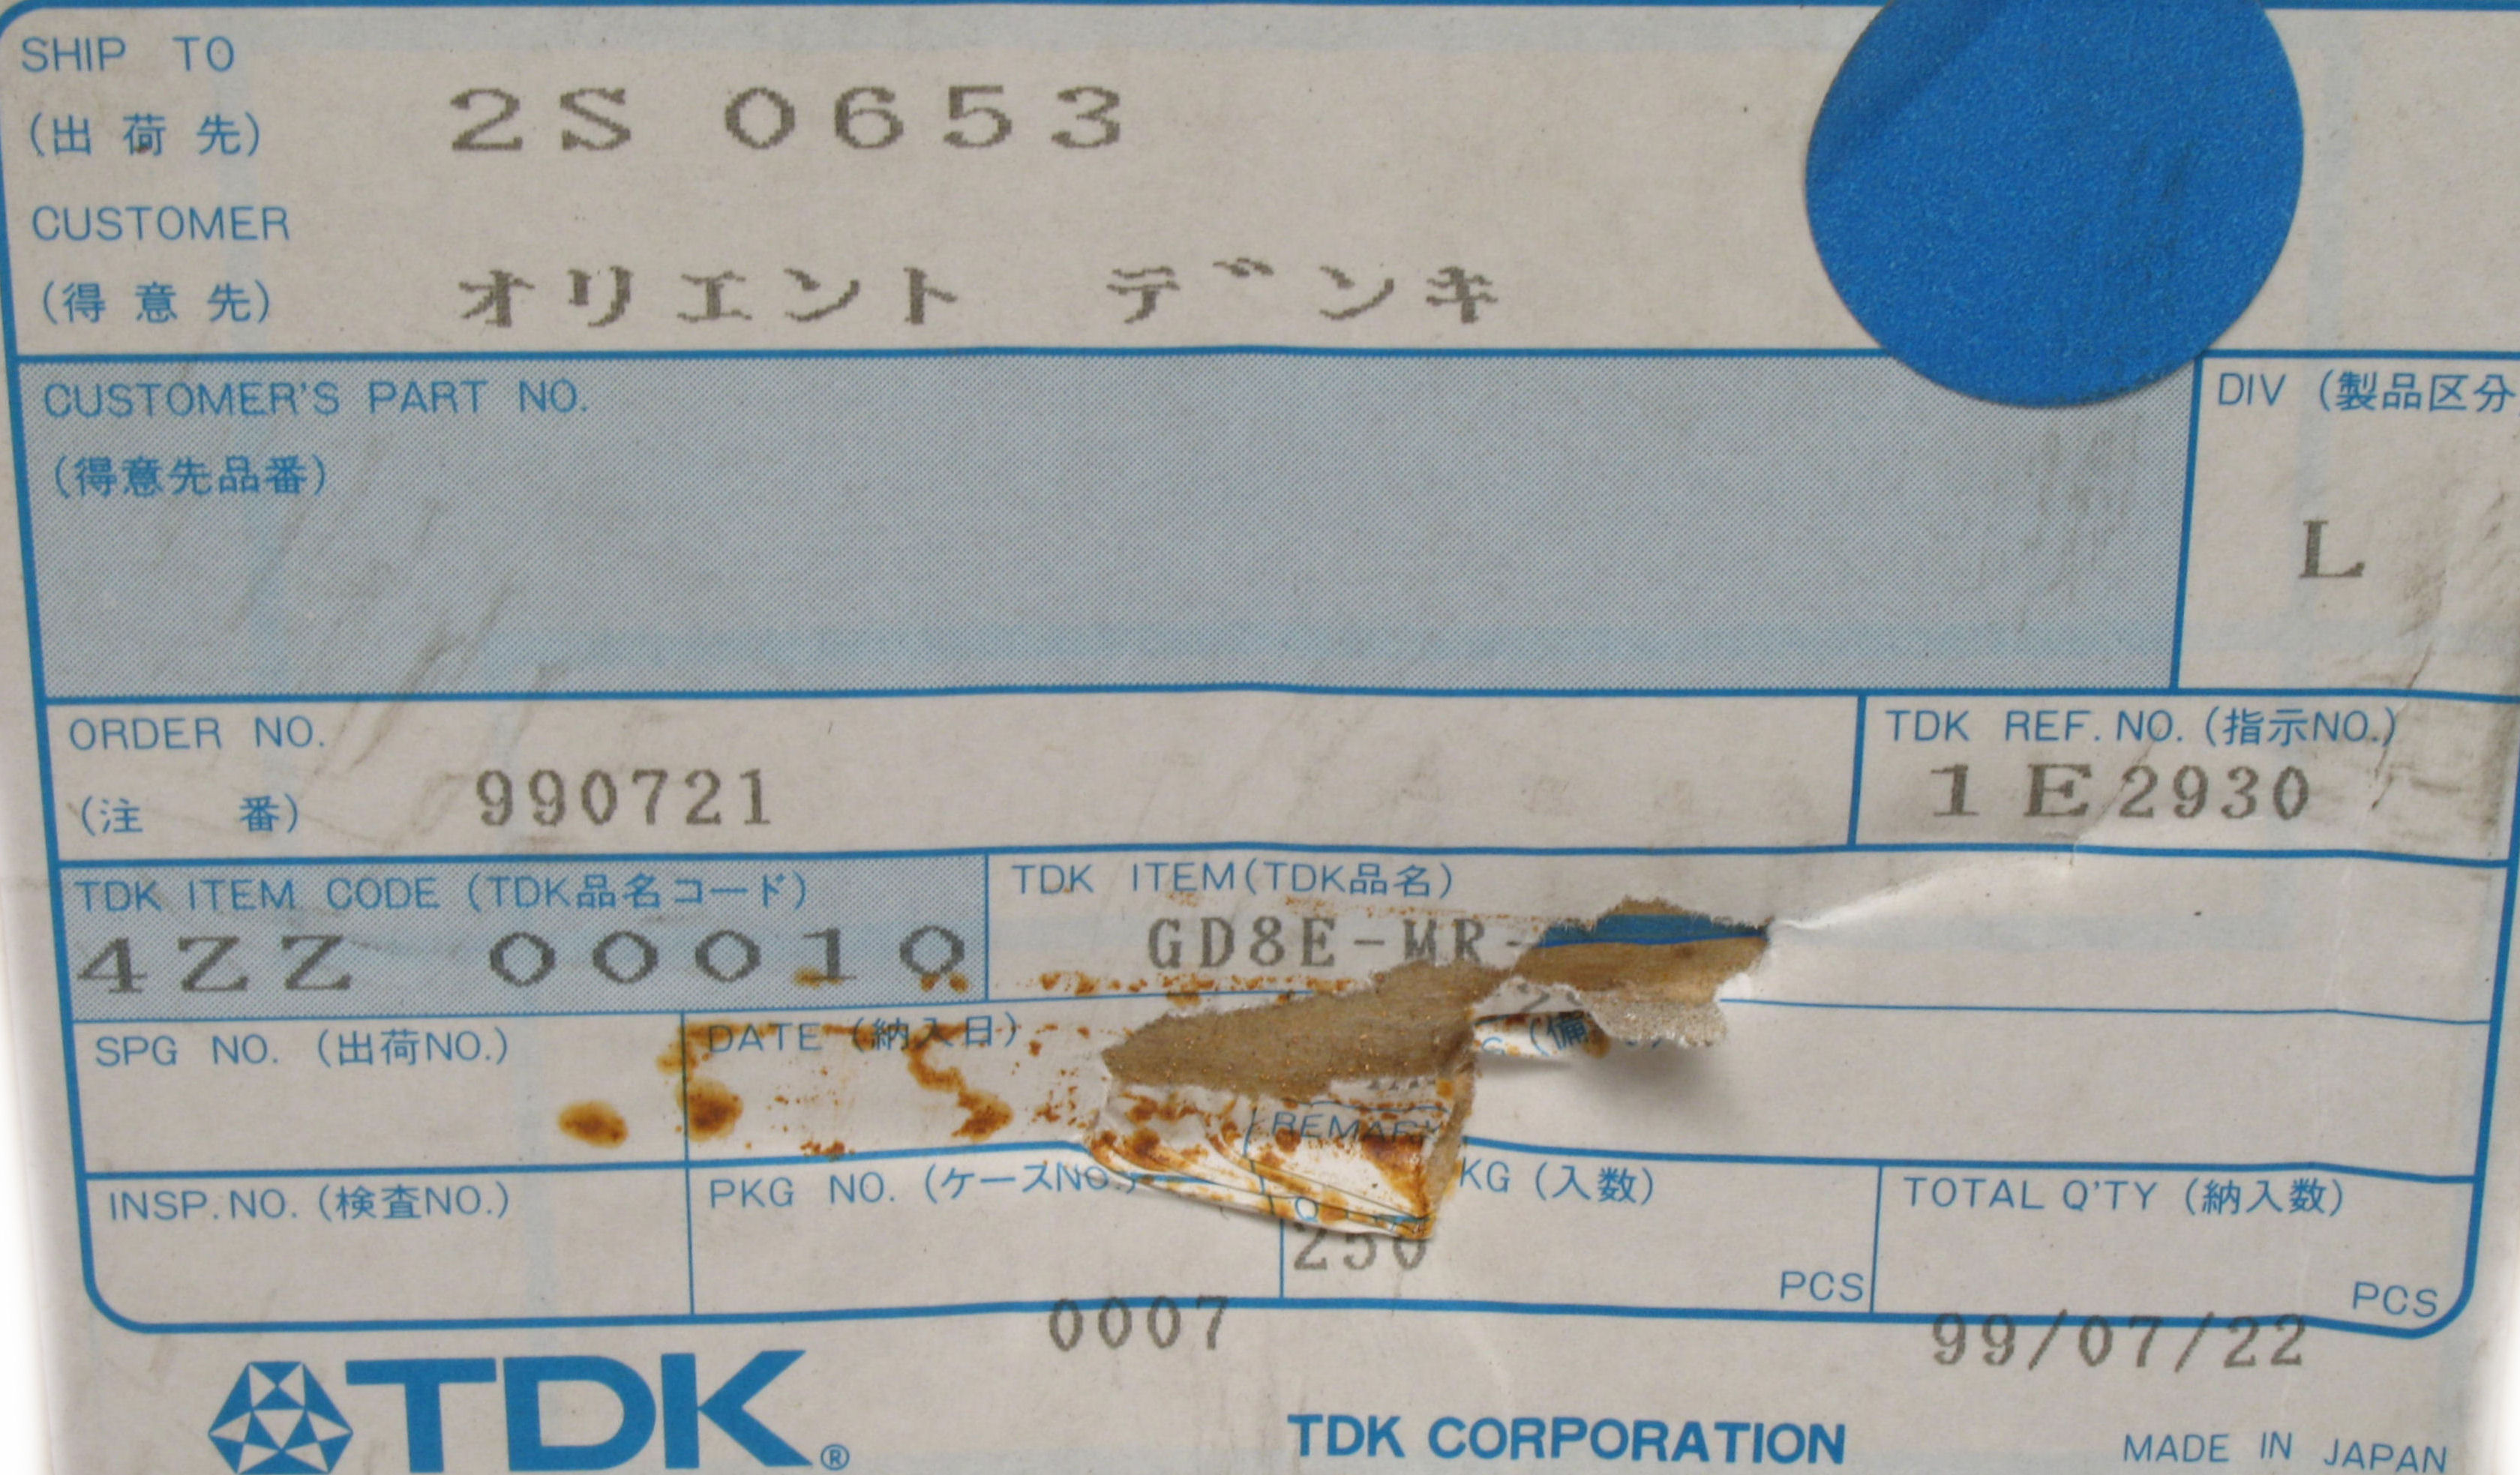 SHIP TO
(出荷先)
2S 0653
CUSTOMER
(得意先)
オリエント デンキ
CUSTOMER'S PART NO.
(得意先品番)
DIV (製品区分
L
ORDER NO.
(注 番)
990721
TDK REF. NO. (指示NO.)
1E2930
TDK ITEM CODE (TDK品名コード)
4ZZ 00010
TDK ITEM(TDK品名)
GD8E-WR-
SPG NO. (出荷NO.)
DATE (納入日)
(備
REMARK
INSP. NO. (検査NO.)
PKG NO. (ケースNO.)
KG (入数)
250
PCS
TOTAL Q'TY (納入数)
PCS
0007
99/07/22
TDK®
TDK CORPORATION
MADE IN JAPAN